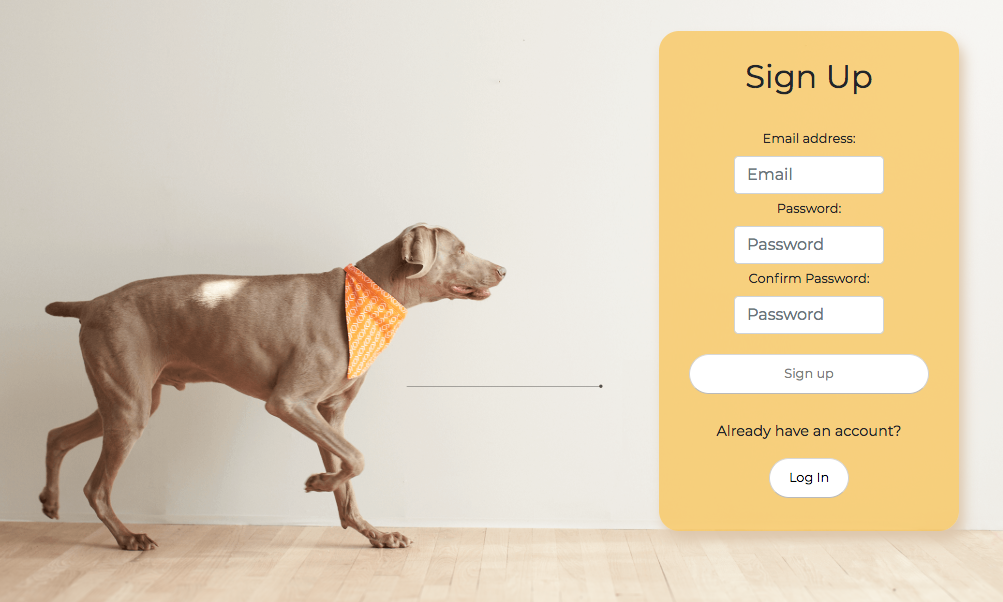 Sign Up
Email address:
Email
Password:
Password
Confirm Password:
Password
Sign up
Already have an account?
Log In